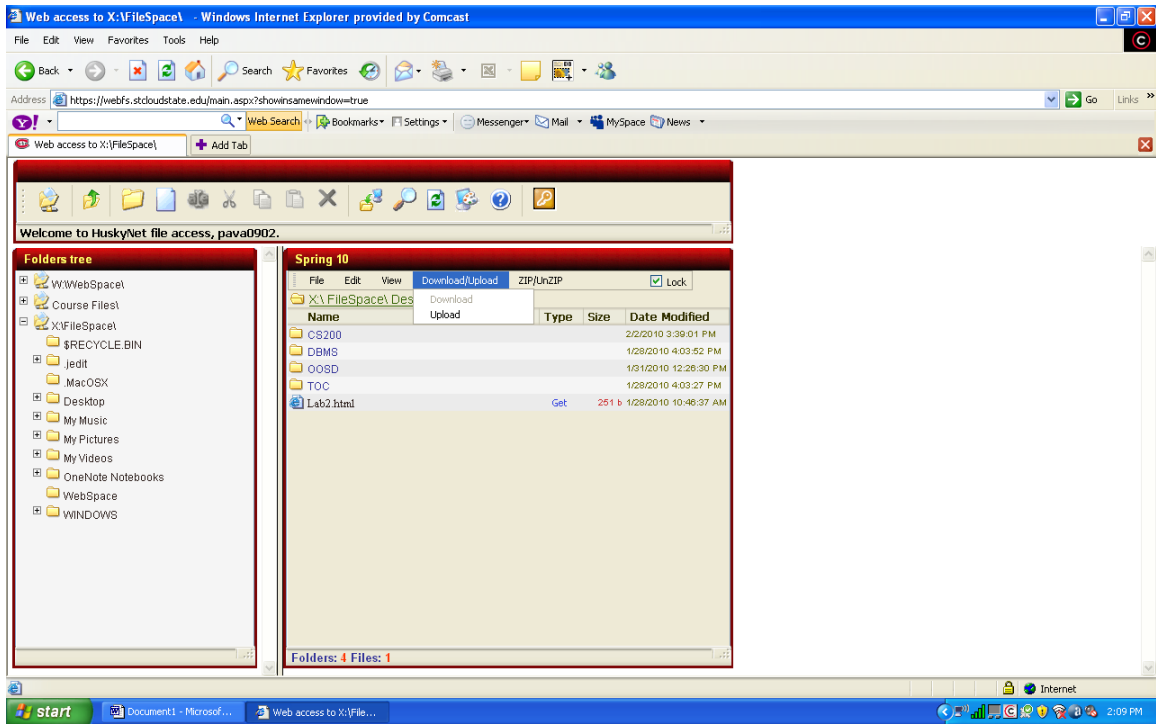 Web access to X:\FileSpace\ - Windows Internet Explorer provided by Comcast
File Edit View Favorites Tools Help
Back Search Favorites
Address https://webfs.stcloudstate.edu/main.aspx?showinsamewindow=true Go Links »
Y! Web Search Bookmarks Settings Messenger Mail MySpace News
Web access to X:\FileSpace\ Add Tab
Welcome to HuskyNet file access, pava0902.
Folders tree
W:\WebSpace\
Course Files\
X:\FileSpace\
$RECYCLE.BIN
.jedit
.MacOSX
Desktop
My Music
My Pictures
My Videos
OneNote Notebooks
WebSpace
WINDOWS
Spring 10
File Edit View Download/Upload ZIP/UnZIP Lock
X:\ FileSpace\ Des
Download
Upload
Name Type Size Date Modified
CS200 2/2/2010 3:39:01 PM
DBMS 1/28/2010 4:03:52 PM
OOSD 1/31/2010 12:26:30 PM
TOC 1/28/2010 4:03:27 PM
Lab2.html Get 251 b 1/28/2010 10:46:37 AM
Folders: 4 Files: 1
Internet
start Document1 - Microsof... Web access to X:\File... 2:09 PM